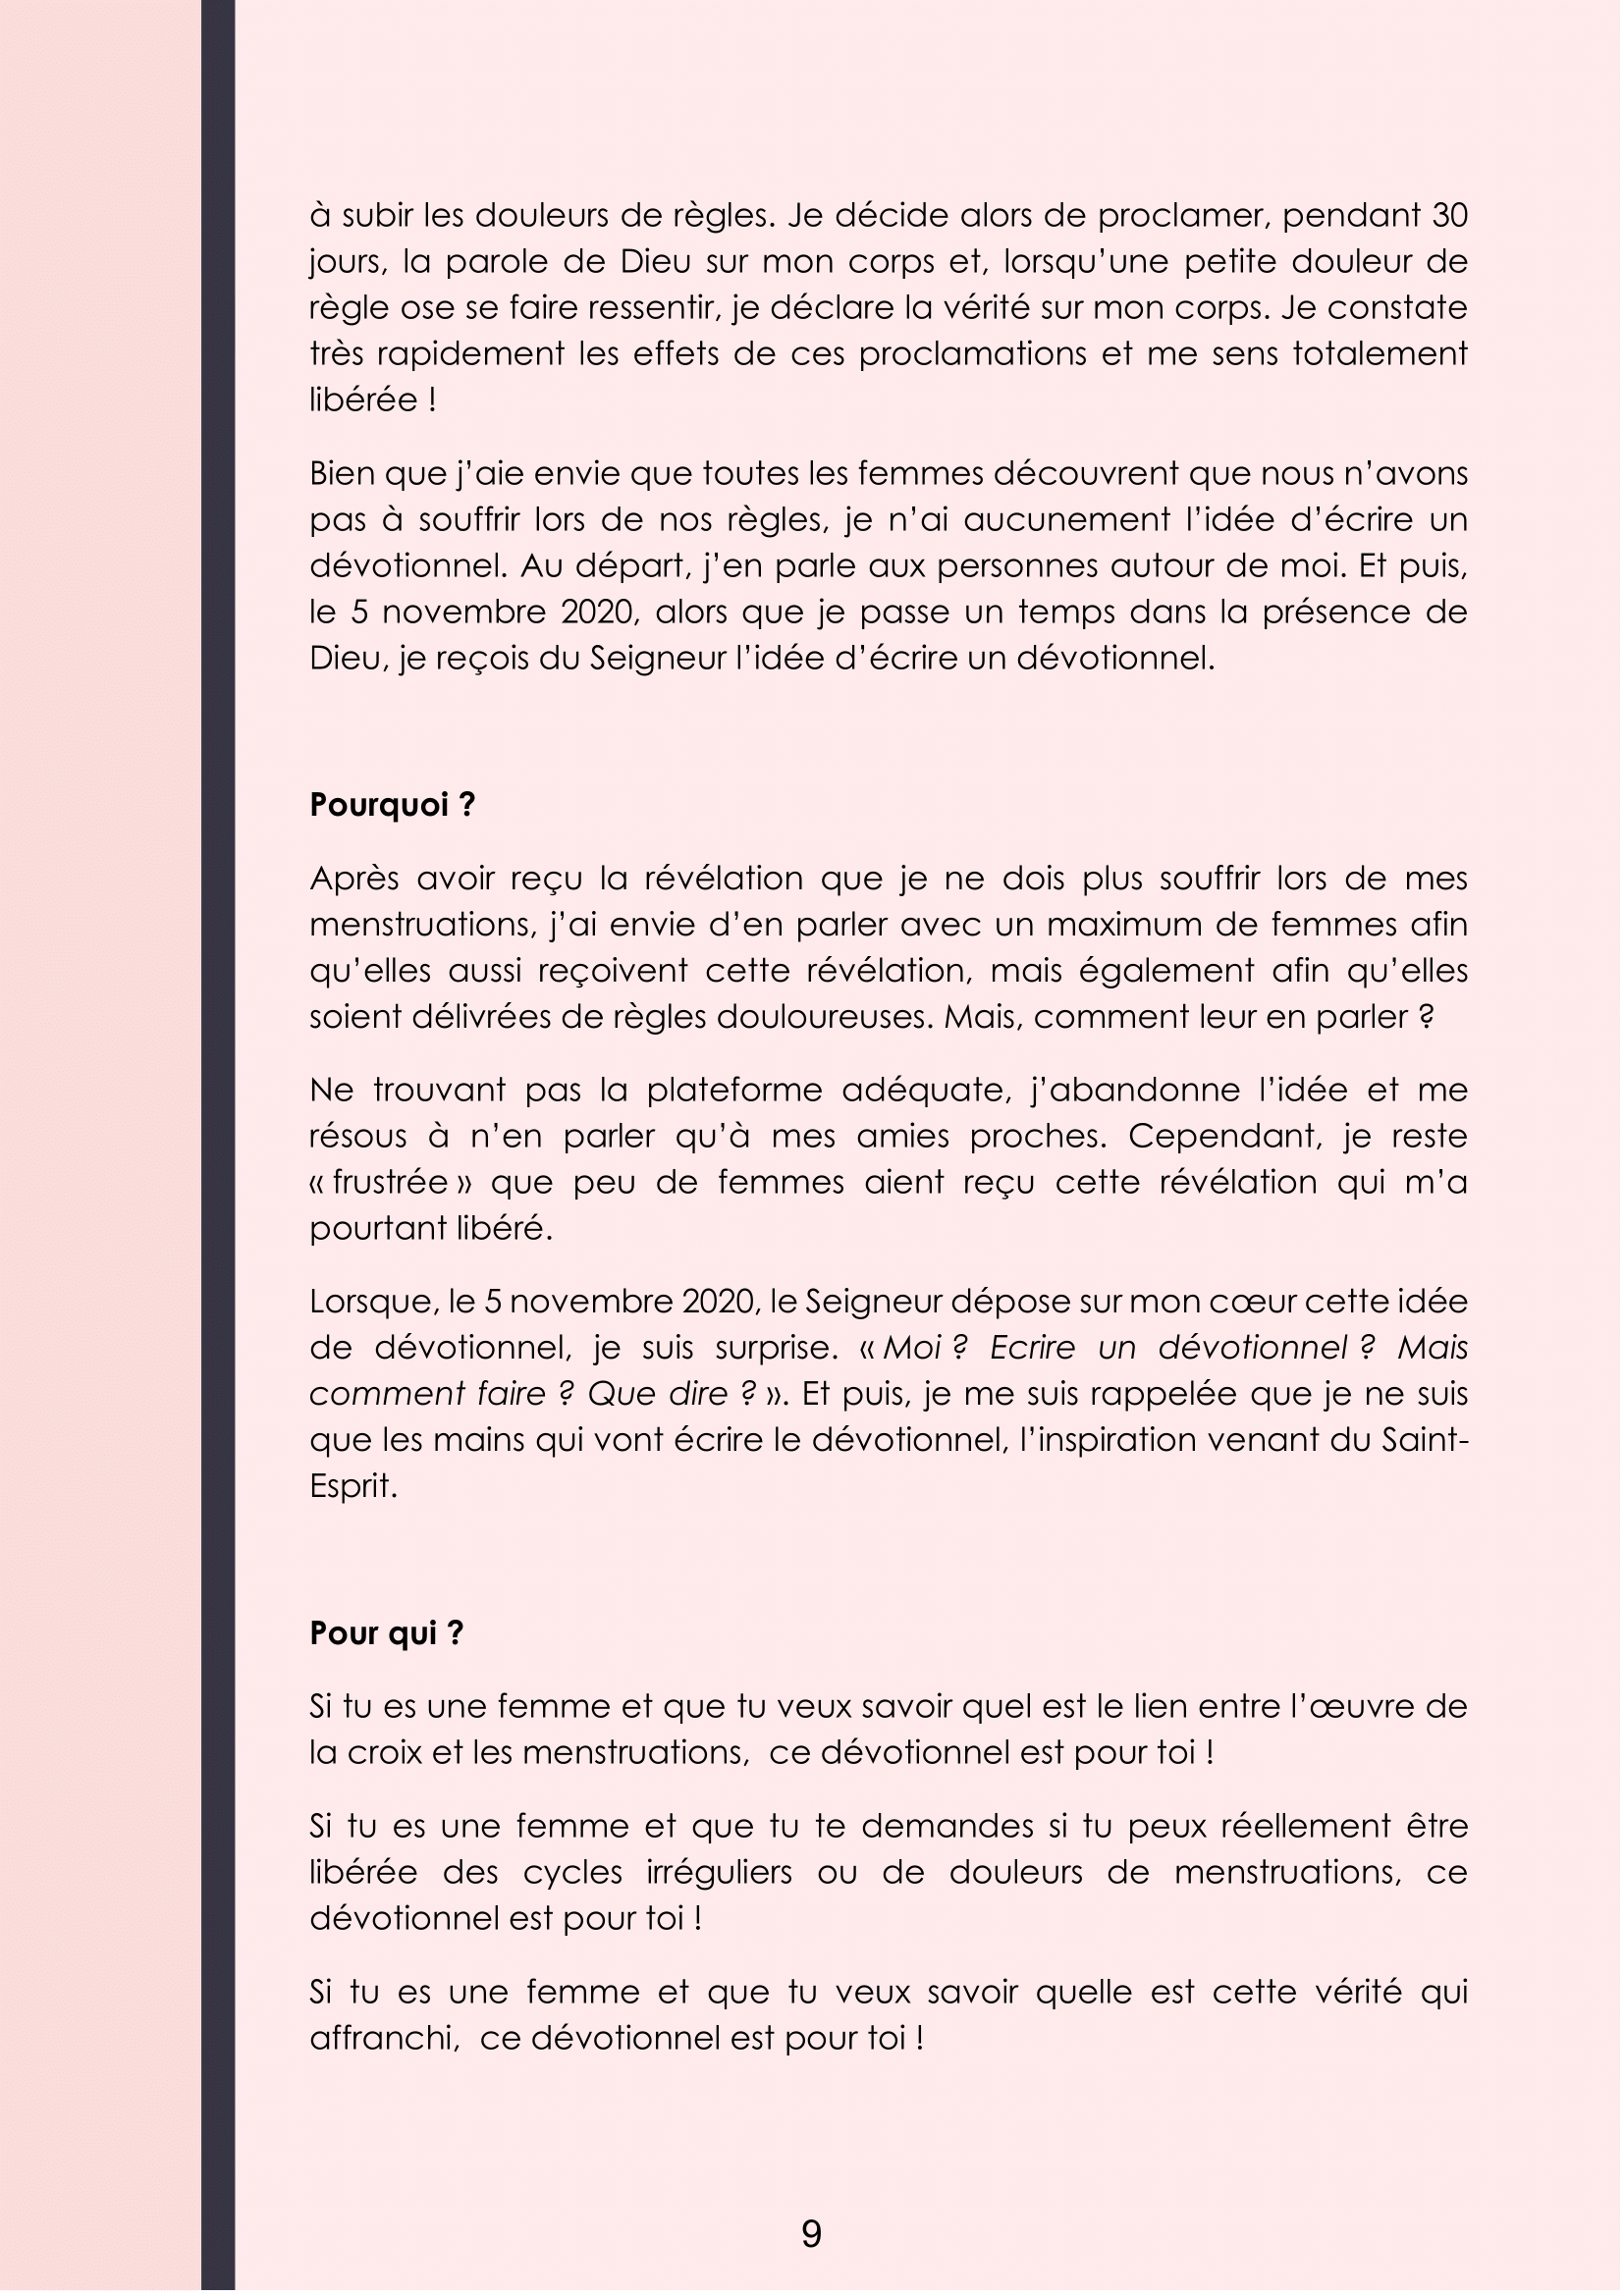 à subir les douleurs de règles. Je décide alors de proclamer, pendant 30
jours, la parole de Dieu sur mon corps et, lorsqu’une petite douleur de
règle ose se faire ressentir, je déclare la vérité sur mon corps. Je constate
très rapidement les effets de ces proclamations et me sens totalement
libérée !
Bien que j’aie envie que toutes les femmes découvrent que nous n’avons
pas à souffrir lors de nos règles, je n’ai aucunement l’idée d’écrire un
dévotionnel. Au départ, j’en parle aux personnes autour de moi. Et puis,
le 5 novembre 2020, alors que je passe un temps dans la présence de
Dieu, je reçois du Seigneur l’idée d’écrire un dévotionnel.
Pourquoi ?
Après avoir reçu la révélation que je ne dois plus souffrir lors de mes
menstruations, j’ai envie d’en parler avec un maximum de femmes afin
qu’elles aussi reçoivent cette révélation, mais également afin qu’elles
soient délivrées de règles douloureuses. Mais, comment leur en parler ?
Ne trouvant pas la plateforme adéquate, j’abandonne l’idée et me
résous à n’en parler qu’à mes amies proches. Cependant, je reste
« frustrée » que peu de femmes aient reçu cette révélation qui m’a
pourtant libéré.
Lorsque, le 5 novembre 2020, le Seigneur dépose sur mon cœur cette idée
de dévotionnel, je suis surprise. « Moi ? Ecrire un dévotionnel ? Mais
comment faire ? Que dire ? ». Et puis, je me suis rappelée que je ne suis
que les mains qui vont écrire le dévotionnel, l’inspiration venant du Saint-
Esprit.
Pour qui ?
Si tu es une femme et que tu veux savoir quel est le lien entre l’œuvre de
la croix et les menstruations,  ce dévotionnel est pour toi !
Si tu es une femme et que tu te demandes si tu peux réellement être
libérée des cycles irréguliers ou de douleurs de menstruations, ce
dévotionnel est pour toi !
Si tu es une femme et que tu veux savoir quelle est cette vérité qui
affranchi,  ce dévotionnel est pour toi !
9